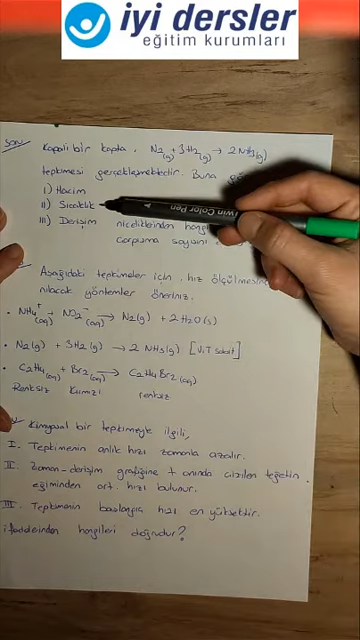 iyi dersler
eğitim kurumları
SORU Kapalı bir kapta, N2(g) + 3H2(g) → 2NH3(g)
tepkimesi gerçekleşmektedir. Buna
I) Hacim
II) Sıcaklık
III) Derişim niceliklerinden
çarpışma sayısını
Twin Color Pen
Aşağıdaki tepkimeler için hız ölçülmesin
nılacak yöntemler öneriniz.
• NH4+(aq) + NO2-(aq) → N2(g) + 2H2O(s)
• N2(g) + 3H2(g) → 2NH3(g) [V;T sabit]
• C2H4(aq) + Br2(aq) → C2H4Br2(aq)
Renksiz Kırmızı renksiz
Kimyasal bir tepkimeyle ilgili,
I. Tepkimenin anlık hızı zamanla azalır.
II. Zaman-derişim grafiğine t anında çizilen teğetin
eğiminden ort. hızı bulunur.
III. Tepkimenin başlangıç hızı en yüksektir.
ifadelerinden hangileri doğrudur?